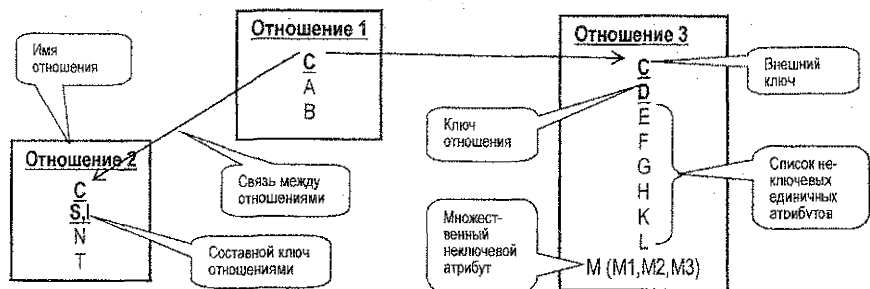 Отношение 1
C
A
B
Имя
отношения
Отношение 2
C
S,I
N
T
Связь между
отношениями
Составной ключ
отношениями
Отношение 3
C
D
E
F
G
H
K
L
M (M1,M2,M3)
Внешний
ключ
Ключ
отношения
Список не-
ключевых
единичных
атрибутов
Множест-
венный
неключевой
атрибут